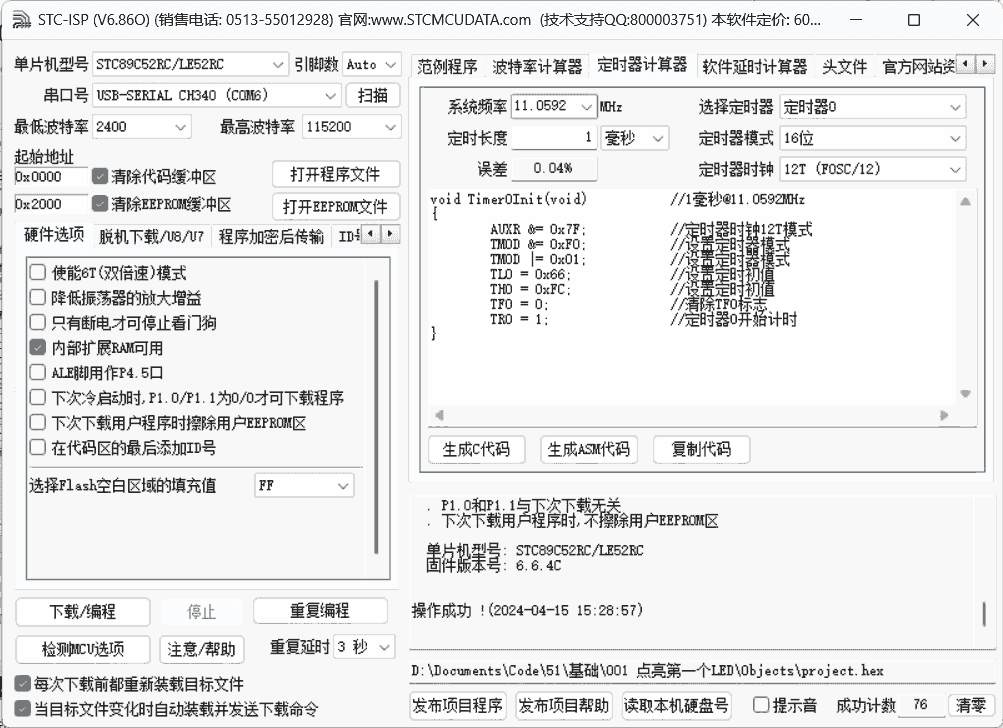 STC-ISP (V6.86O) (销售电话: 0513-55012928) 官网:www.STCMCUDATA.com (技术支持QQ:800003751) 本软件定价: 60...
单片机型号 STC89C52RC/LE52RC 引脚数 Auto
串口号 USB-SERIAL CH340 (COM6) 扫描
最低波特率 2400 最高波特率 115200
起始地址
0x0000 清除代码缓冲区 打开程序文件
0x2000 清除EEPROM缓冲区 打开EEPROM文件
硬件选项 脱机下载/U8/U7 程序加密后传输
使能6T(双倍速)模式
降低振荡器的放大增益
只有断电才可停止看门狗
内部扩展RAM可用
ALE脚用作P4.5口
下次冷启动时,P1.0/P1.1为0/0才可下载程序
下次下载用户程序时擦除用户EEPROM区
在代码区的最后添加ID号
选择Flash空白区域的填充值 FF
下载/编程 停止 重复编程
检测MCU选项 注意/帮助 重复延时 3 秒
每次下载前都重新装载目标文件
当目标文件变化时自动装载并发送下载命令
范例程序 波特率计算器 定时器计算器 软件延时计算器 头文件 官方网站资
系统频率 11.0592 MHz 选择定时器 定时器0
定时长度 1 毫秒 定时器模式 16位
误差 0.04% 定时器时钟 12T (FOSC/12)
void Timer0Init(void) //1毫秒@11.0592MHz
{
AUXR &= 0x7F; //定时器时钟12T模式
TMOD &= 0xF0; //设置定时器模式
TMOD |= 0x01; //设置定时器模式
TL0 = 0x66; //设置定时初值
TH0 = 0xFC; //设置定时初值
TF0 = 0; //清除TF0标志
TR0 = 1; //定时器0开始计时
}
生成C代码 生成ASM代码 复制代码
. P1.0和P1.1与下次下载无关
. 下次下载用户程序时,不擦除用户EEPROM区
单片机型号: STC89C52RC/LE52RC
固件版本号: 6.6.4C
操作成功 !(2024-04-15 15:28:57)
D:\Documents\Code\51\基础\001 点亮第一个LED\Objects\project.hex
发布项目程序 发布项目帮助 读取本机硬盘号 提示音 成功计数 76 清零